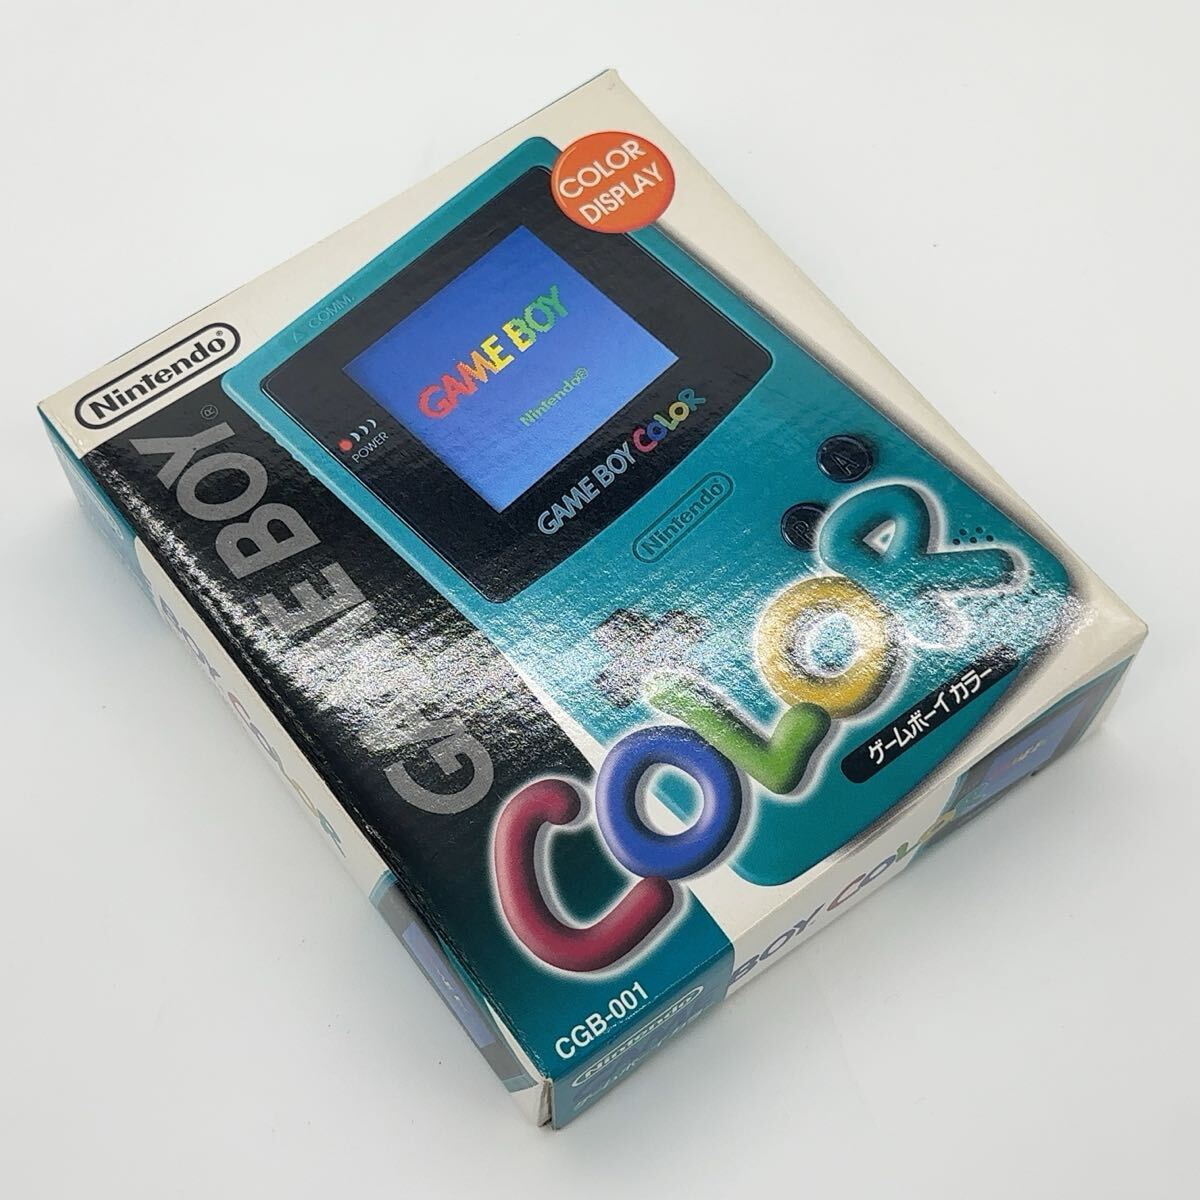 Nintendo®
GAME BOY®
COLOR
DISPLAY
COMM.
POWER
GAME BOY
Nintendo®
GAME BOY COLOR
Nintendo
A
B
COLOR
ゲームボーイカラー
CGB-001
BOY COLOR
BOY COLOR
Nintendo